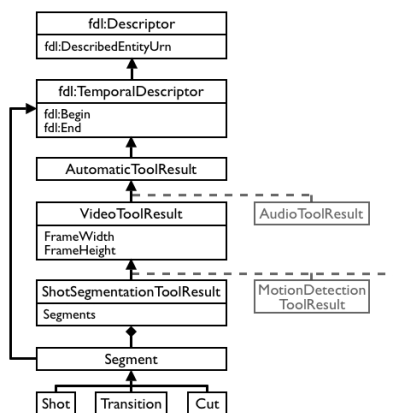 fdl:Descriptor
fdl:DescribedEntityUrn
fdl:TemporalDescriptor
fdl:Begin
fdl:End
AutomaticToolResult
VideoToolResult
AudioToolResult
FrameWidth
FrameHeight
ShotSegmentationToolResult
MotionDetection
ToolResult
Segments
Segment
Shot
Transition
Cut